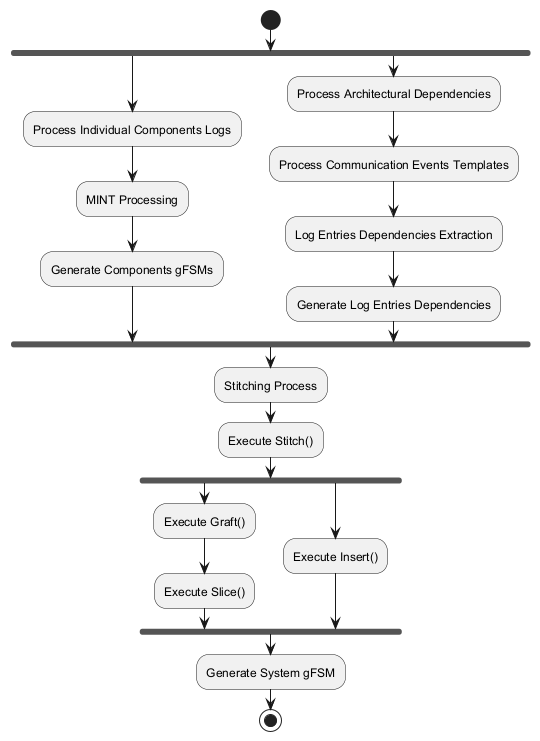 Process Individual Components Logs
MINT Processing
Generate Components gFSMs
Process Architectural Dependencies
Process Communication Events Templates
Log Entries Dependencies Extraction
Generate Log Entries Dependencies
Stitching Process
Execute Stitch()
Execute Graft()
Execute Slice()
Execute Insert()
Generate System gFSM